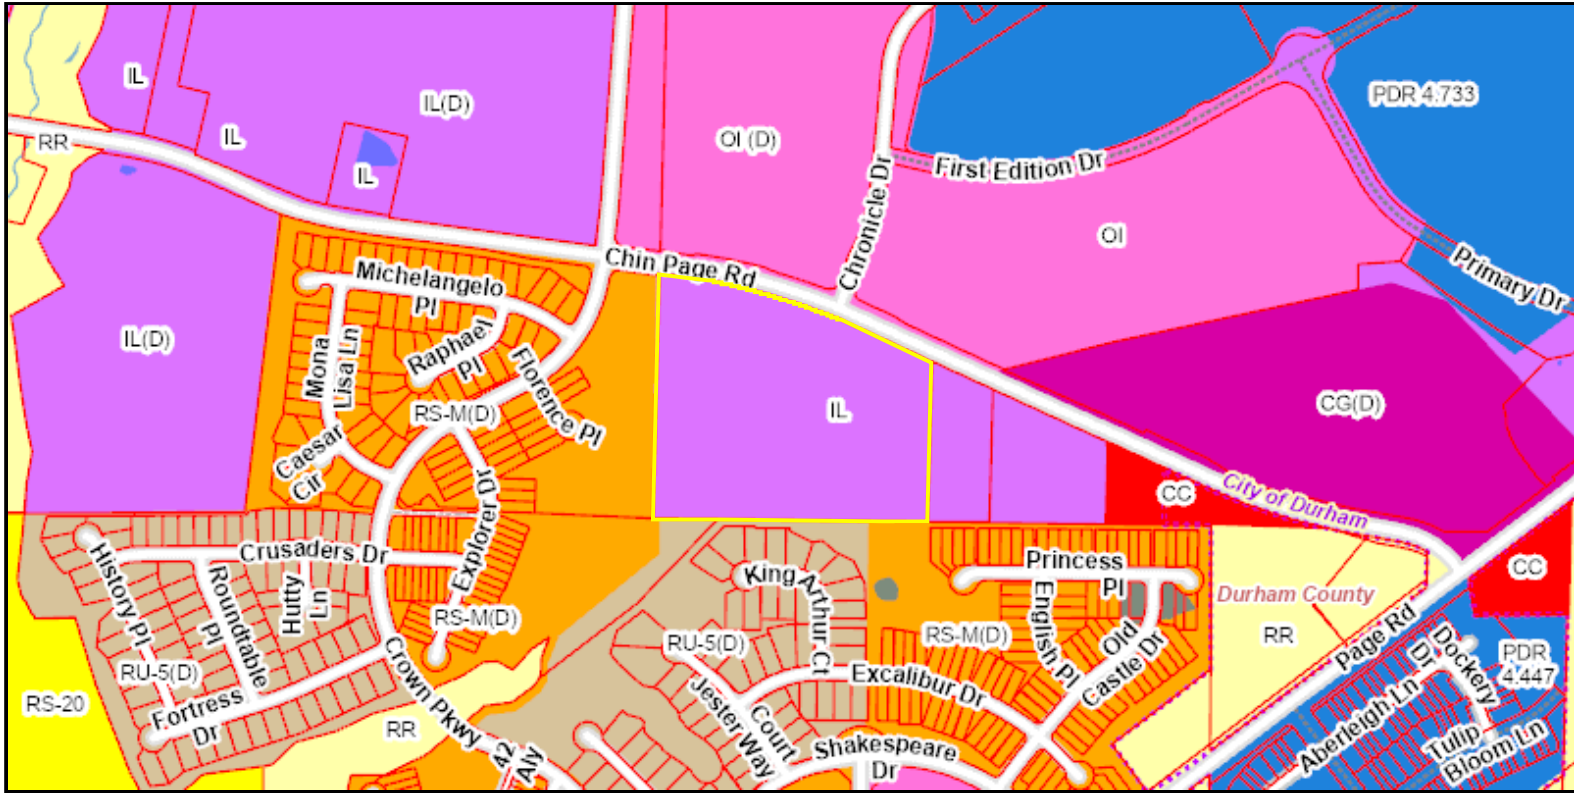 IL
IL(D)
RR
IL
IL
OI (D)
PDR 4.733
First Edition Dr
Chronicle Dr
OI
Primary Dr
Chin Page Rd
Michelangelo
Pl
Raphael
Pl
Mona
Lisa Ln
Florence Pl
IL(D)
RS-M(D)
IL
CG(D)
Caesar
Cir
Explorer Dr
CC
City of Durham
Crusaders Dr
History Pl
Roundtable
Pl
Hutty
Ln
RS-M(D)
King
Arthur Ct
Princess
Pl
English Pl
Old
Castle Dr
Durham County
RR
CC
Page Rd
RU-5(D)
RU-5(D)
RS-M(D)
Excalibur Dr
Dockery
Dr
PDR
4.447
RS-20
Fortress
Dr
RR
Crown Pkwy
42
Aly
Jester Way
Court
Shakespeare
Dr
Aberleigh Ln
Tulip
Bloom Ln